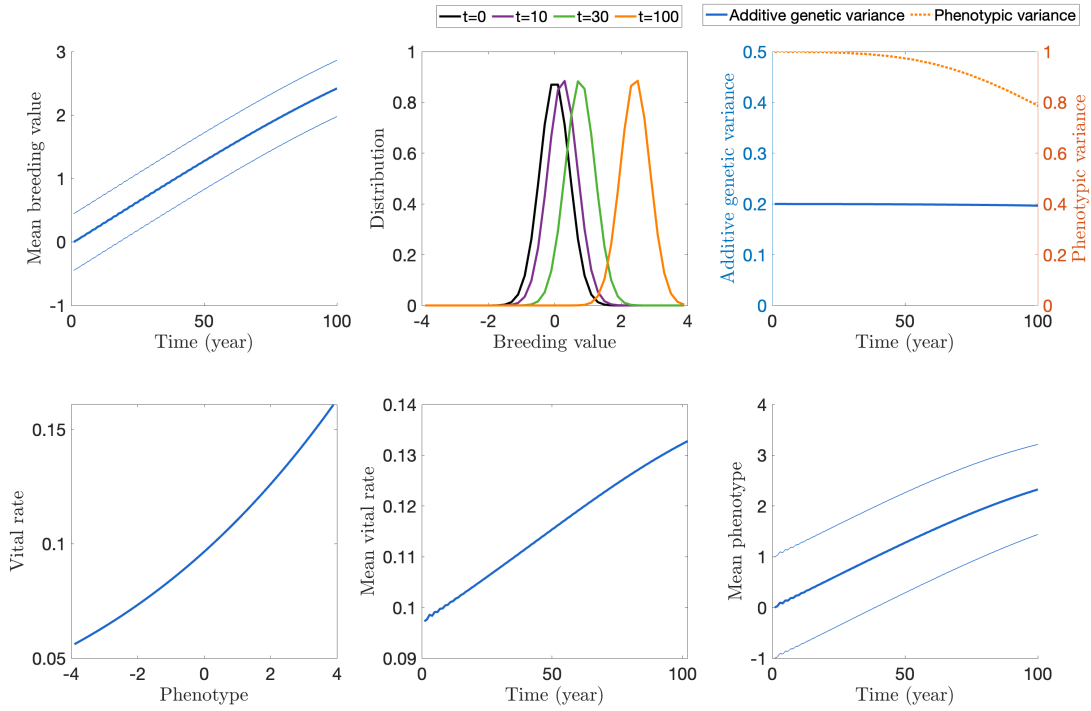 t=0 t=10 t=30 t=100
Additive genetic variance Phenotypic variance
3
2
1
0
-1
Mean breeding value
0 50 100
Time (year)
1
0.8
0.6
0.4
0.2
0
Distribution
-4 -2 0 2 4
Breeding value
0.5
0.4
0.3
0.2
0.1
0
Additive genetic variance
1
0.8
0.6
0.4
0.2
0
Phenotypic variance
0 50 100
Time (year)
0.15
0.1
0.05
Vital rate
-4 -2 0 2 4
Phenotype
0.14
0.13
0.12
0.11
0.1
0.09
Mean vital rate
0 50 100
Time (year)
4
3
2
1
0
-1
Mean phenotype
0 50 100
Time (year)